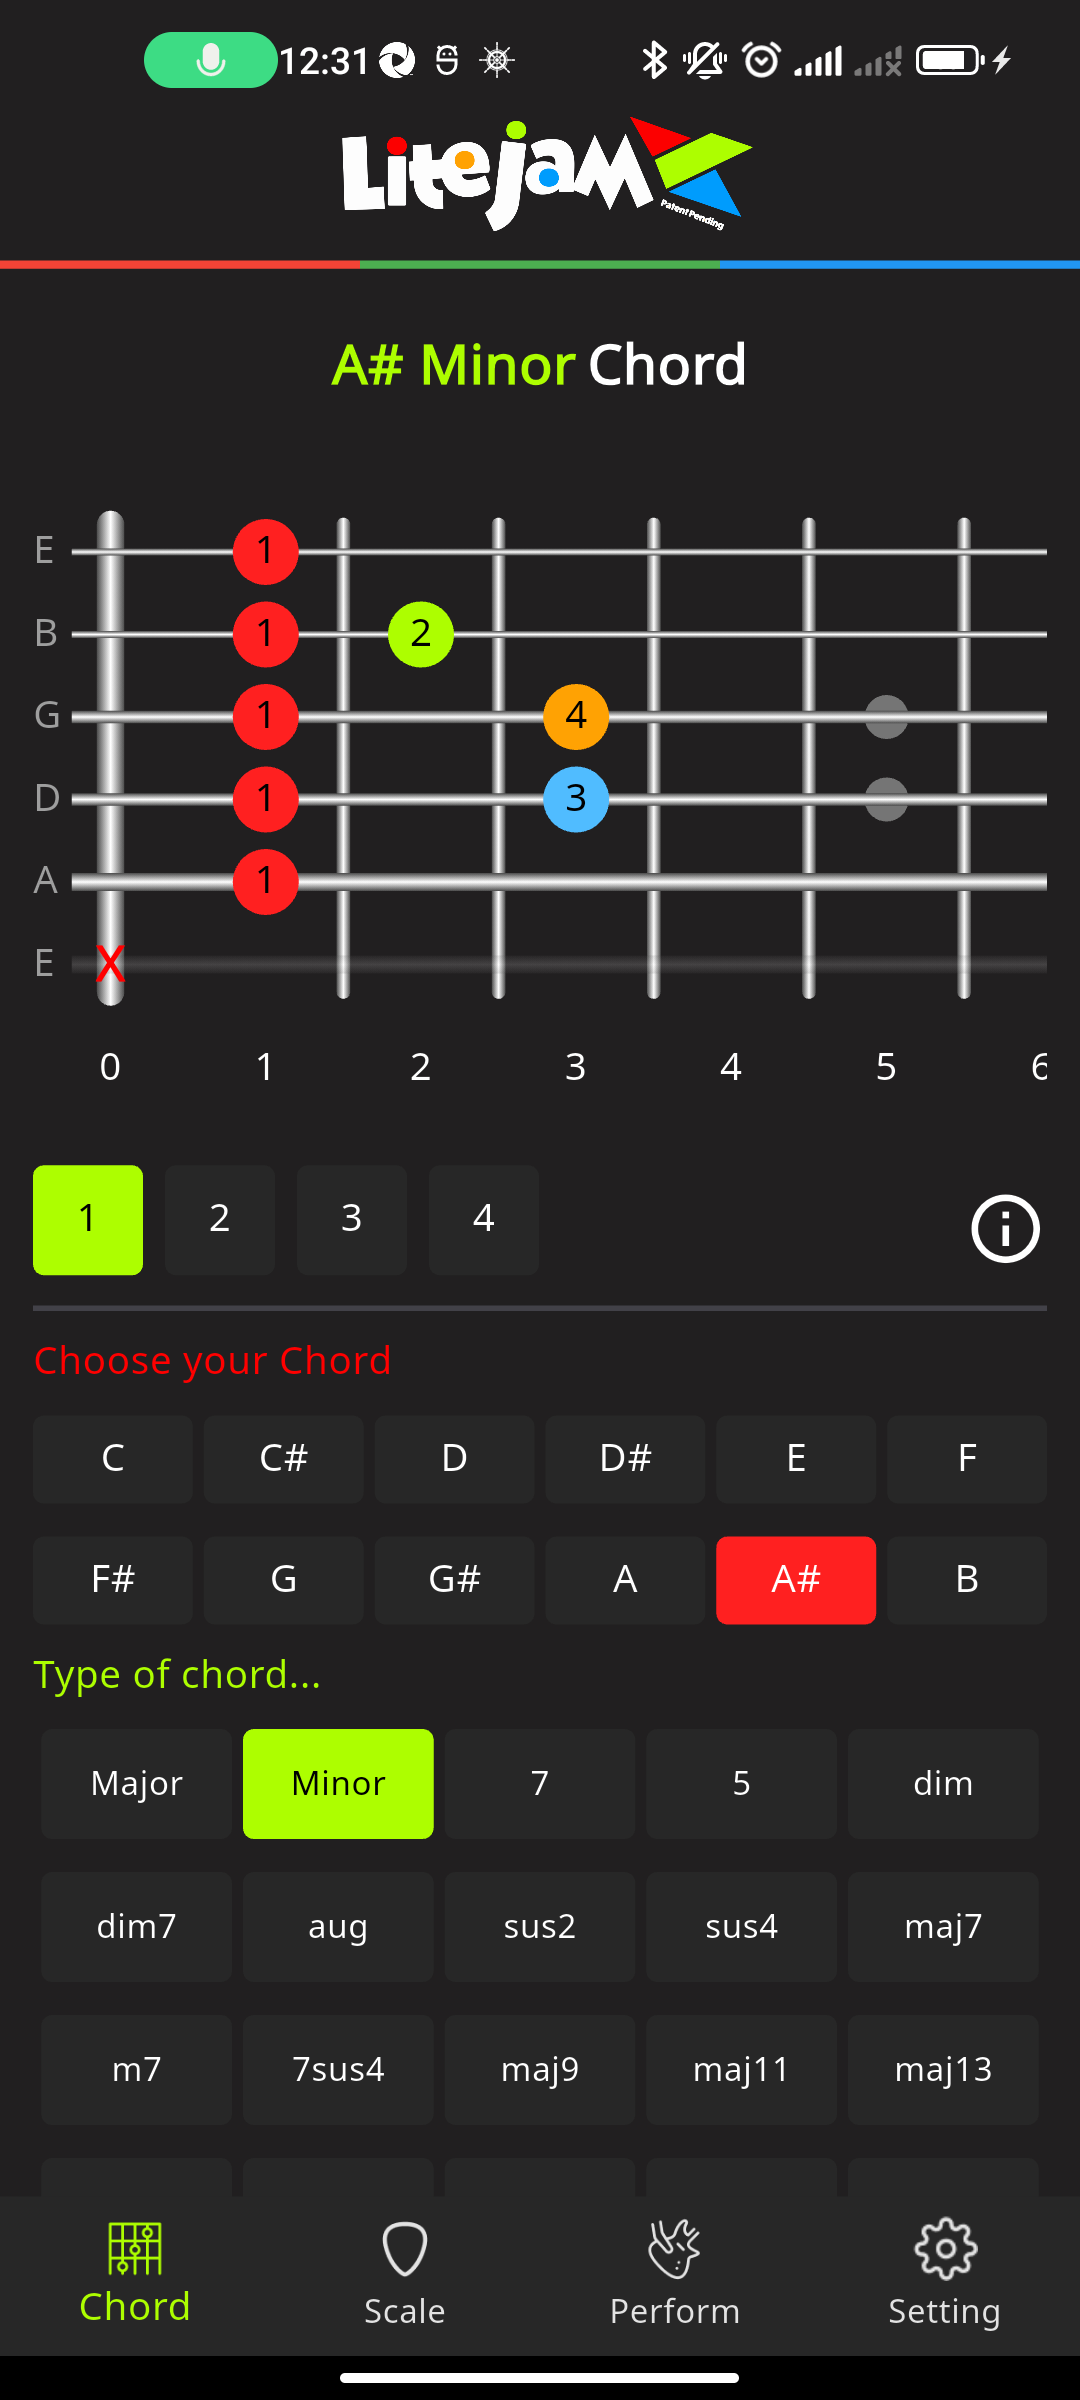 12:31
LiteJam
Patent Pending
A# Minor Chord
E 1
B 1 2
G 1 4
D 1 3
A 1
E X
0 1 2 3 4 5 6
1 2 3 4
Choose your Chord
C C# D D# E F
F# G G# A A# B
Type of chord...
Major Minor 7 5 dim
dim7 aug sus2 sus4 maj7
m7 7sus4 maj9 maj11 maj13
Chord Scale Perform Setting